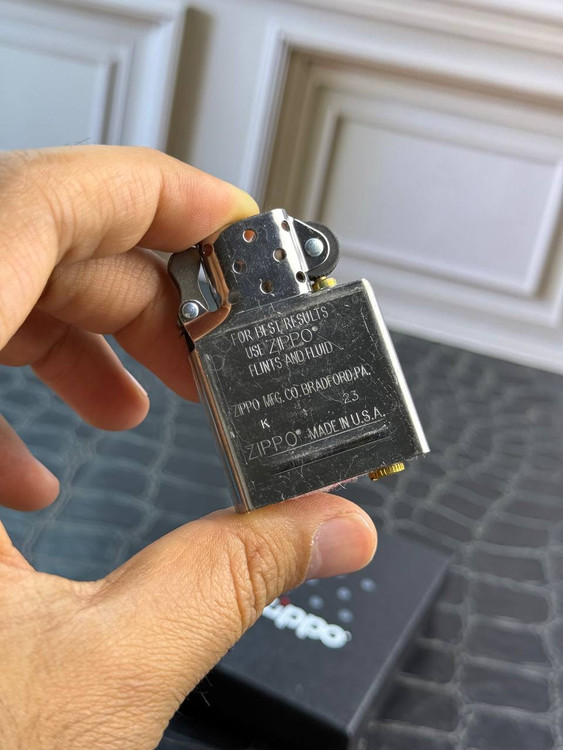 FOR BEST RESULTS
USE ZIPPO®
FLINTS AND FLUID
ZIPPO MFG. CO. BRADFORD, PA.
K 23
ZIPPO® MADE IN U.S.A.
zippo